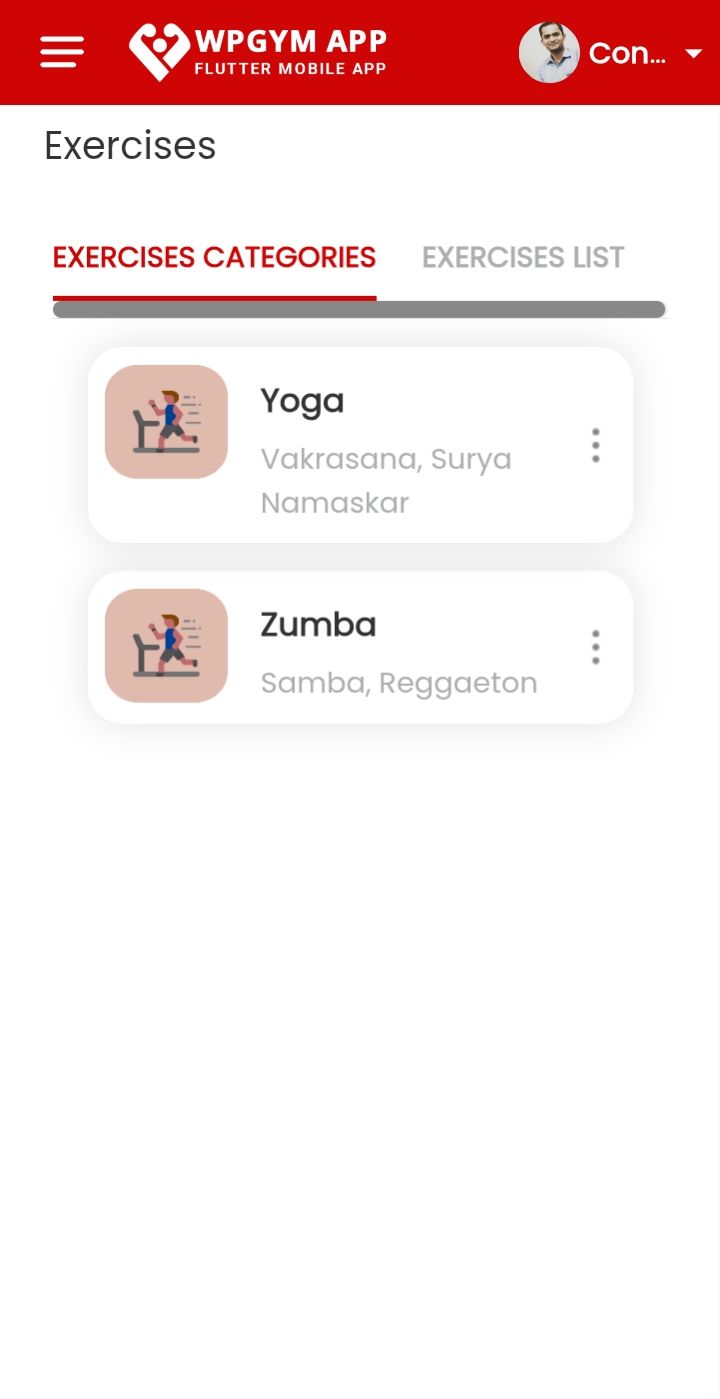 WPGYM APP
FLUTTER MOBILE APP
Con...
Exercises
EXERCISES CATEGORIES
EXERCISES LIST
Yoga
Vakrasana, Surya
Namaskar
Zumba
Samba, Reggaeton